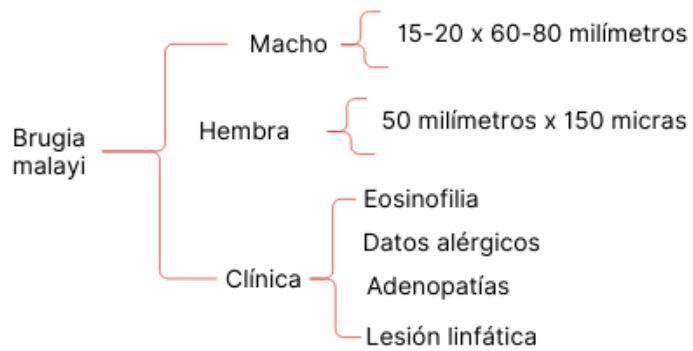 Brugia
malayi
Macho
15-20 x 60-80 milímetros
Hembra
50 milímetros x 150 micras
Clínica
Eosinofilia
Datos alérgicos
Adenopatías
Lesión linfática